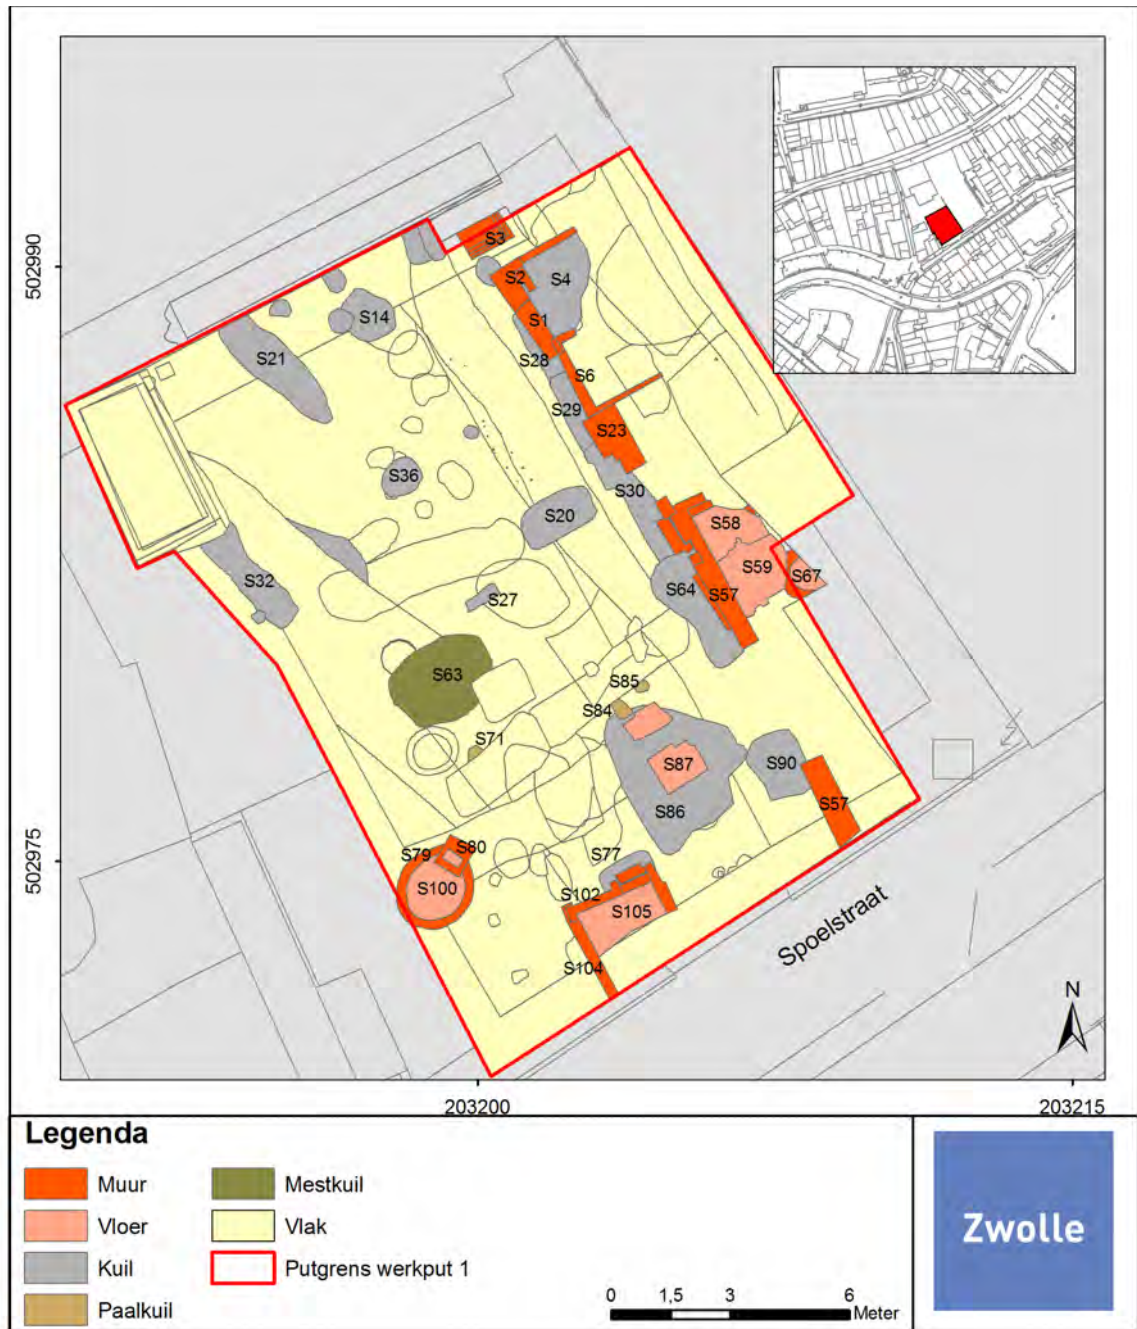 S3
502990
S2
S4
S14
S1
S21
S28
S6
S29
S23
S36
S30
S20
S58
S59
S67
S32
S64
S27
S57
S63
S85
S84
S71
S87
S90
S86
S57
502975
S79
S80
S77
S100
S102
S105
Spoelstraat
S104
N
203200
203215
Legenda
Muur
Mestkuil
Vloer
Vlak
Kuil
Putgrens werkput 1
Paalkuil
0 1,5 3 6
Meter
Zwolle